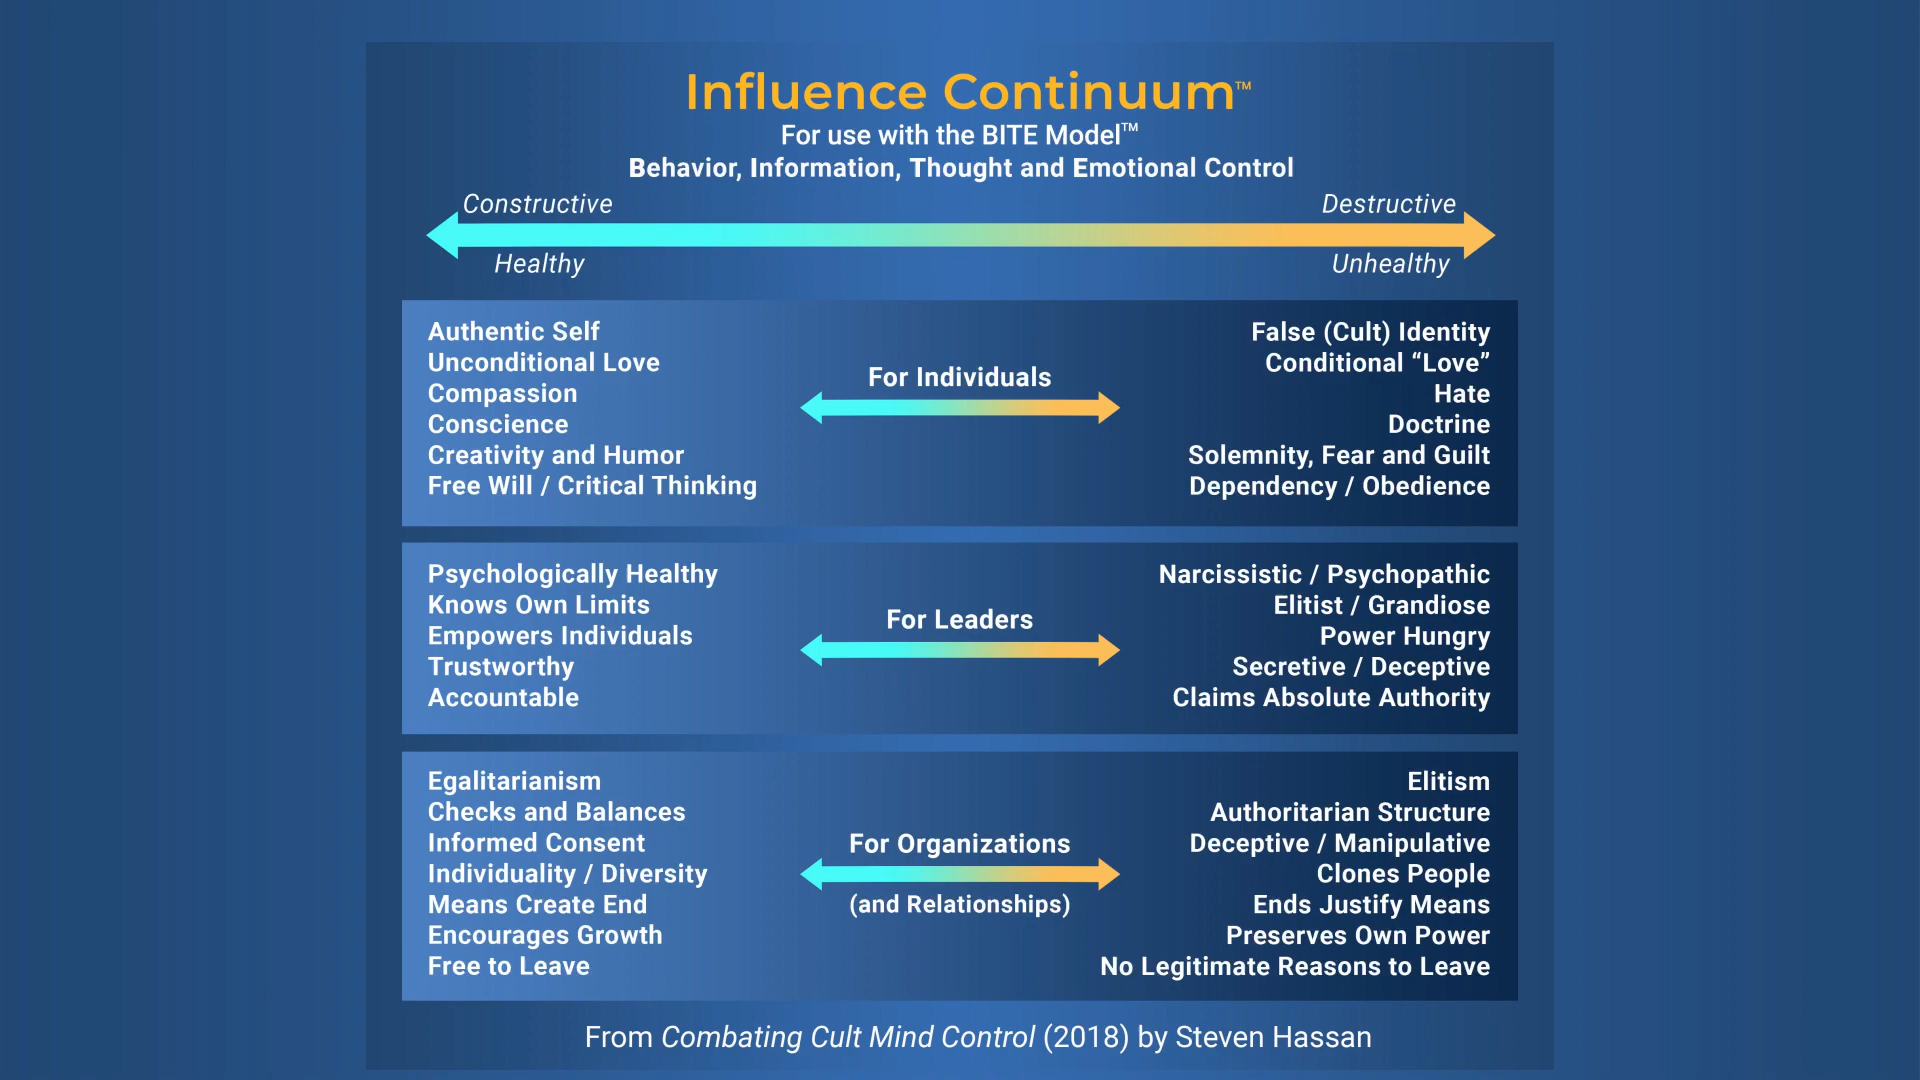 Influence Continuum™
For use with the BITE Model™
Behavior, Information, Thought and Emotional Control
Constructive
Destructive
Healthy
Unhealthy
Authentic Self
Unconditional Love
Compassion
Conscience
Creativity and Humor
Free Will / Critical Thinking
For Individuals
False (Cult) Identity
Conditional “Love”
Hate
Doctrine
Solemnity, Fear and Guilt
Dependency / Obedience
Psychologically Healthy
Knows Own Limits
Empowers Individuals
Trustworthy
Accountable
For Leaders
Narcissistic / Psychopathic
Elitist / Grandiose
Power Hungry
Secretive / Deceptive
Claims Absolute Authority
Egalitarianism
Checks and Balances
Informed Consent
Individuality / Diversity
Means Create End
Encourages Growth
Free to Leave
For Organizations
(and Relationships)
Elitism
Authoritarian Structure
Deceptive / Manipulative
Clones People
Ends Justify Means
Preserves Own Power
No Legitimate Reasons to Leave
From Combating Cult Mind Control (2018) by Steven Hassan